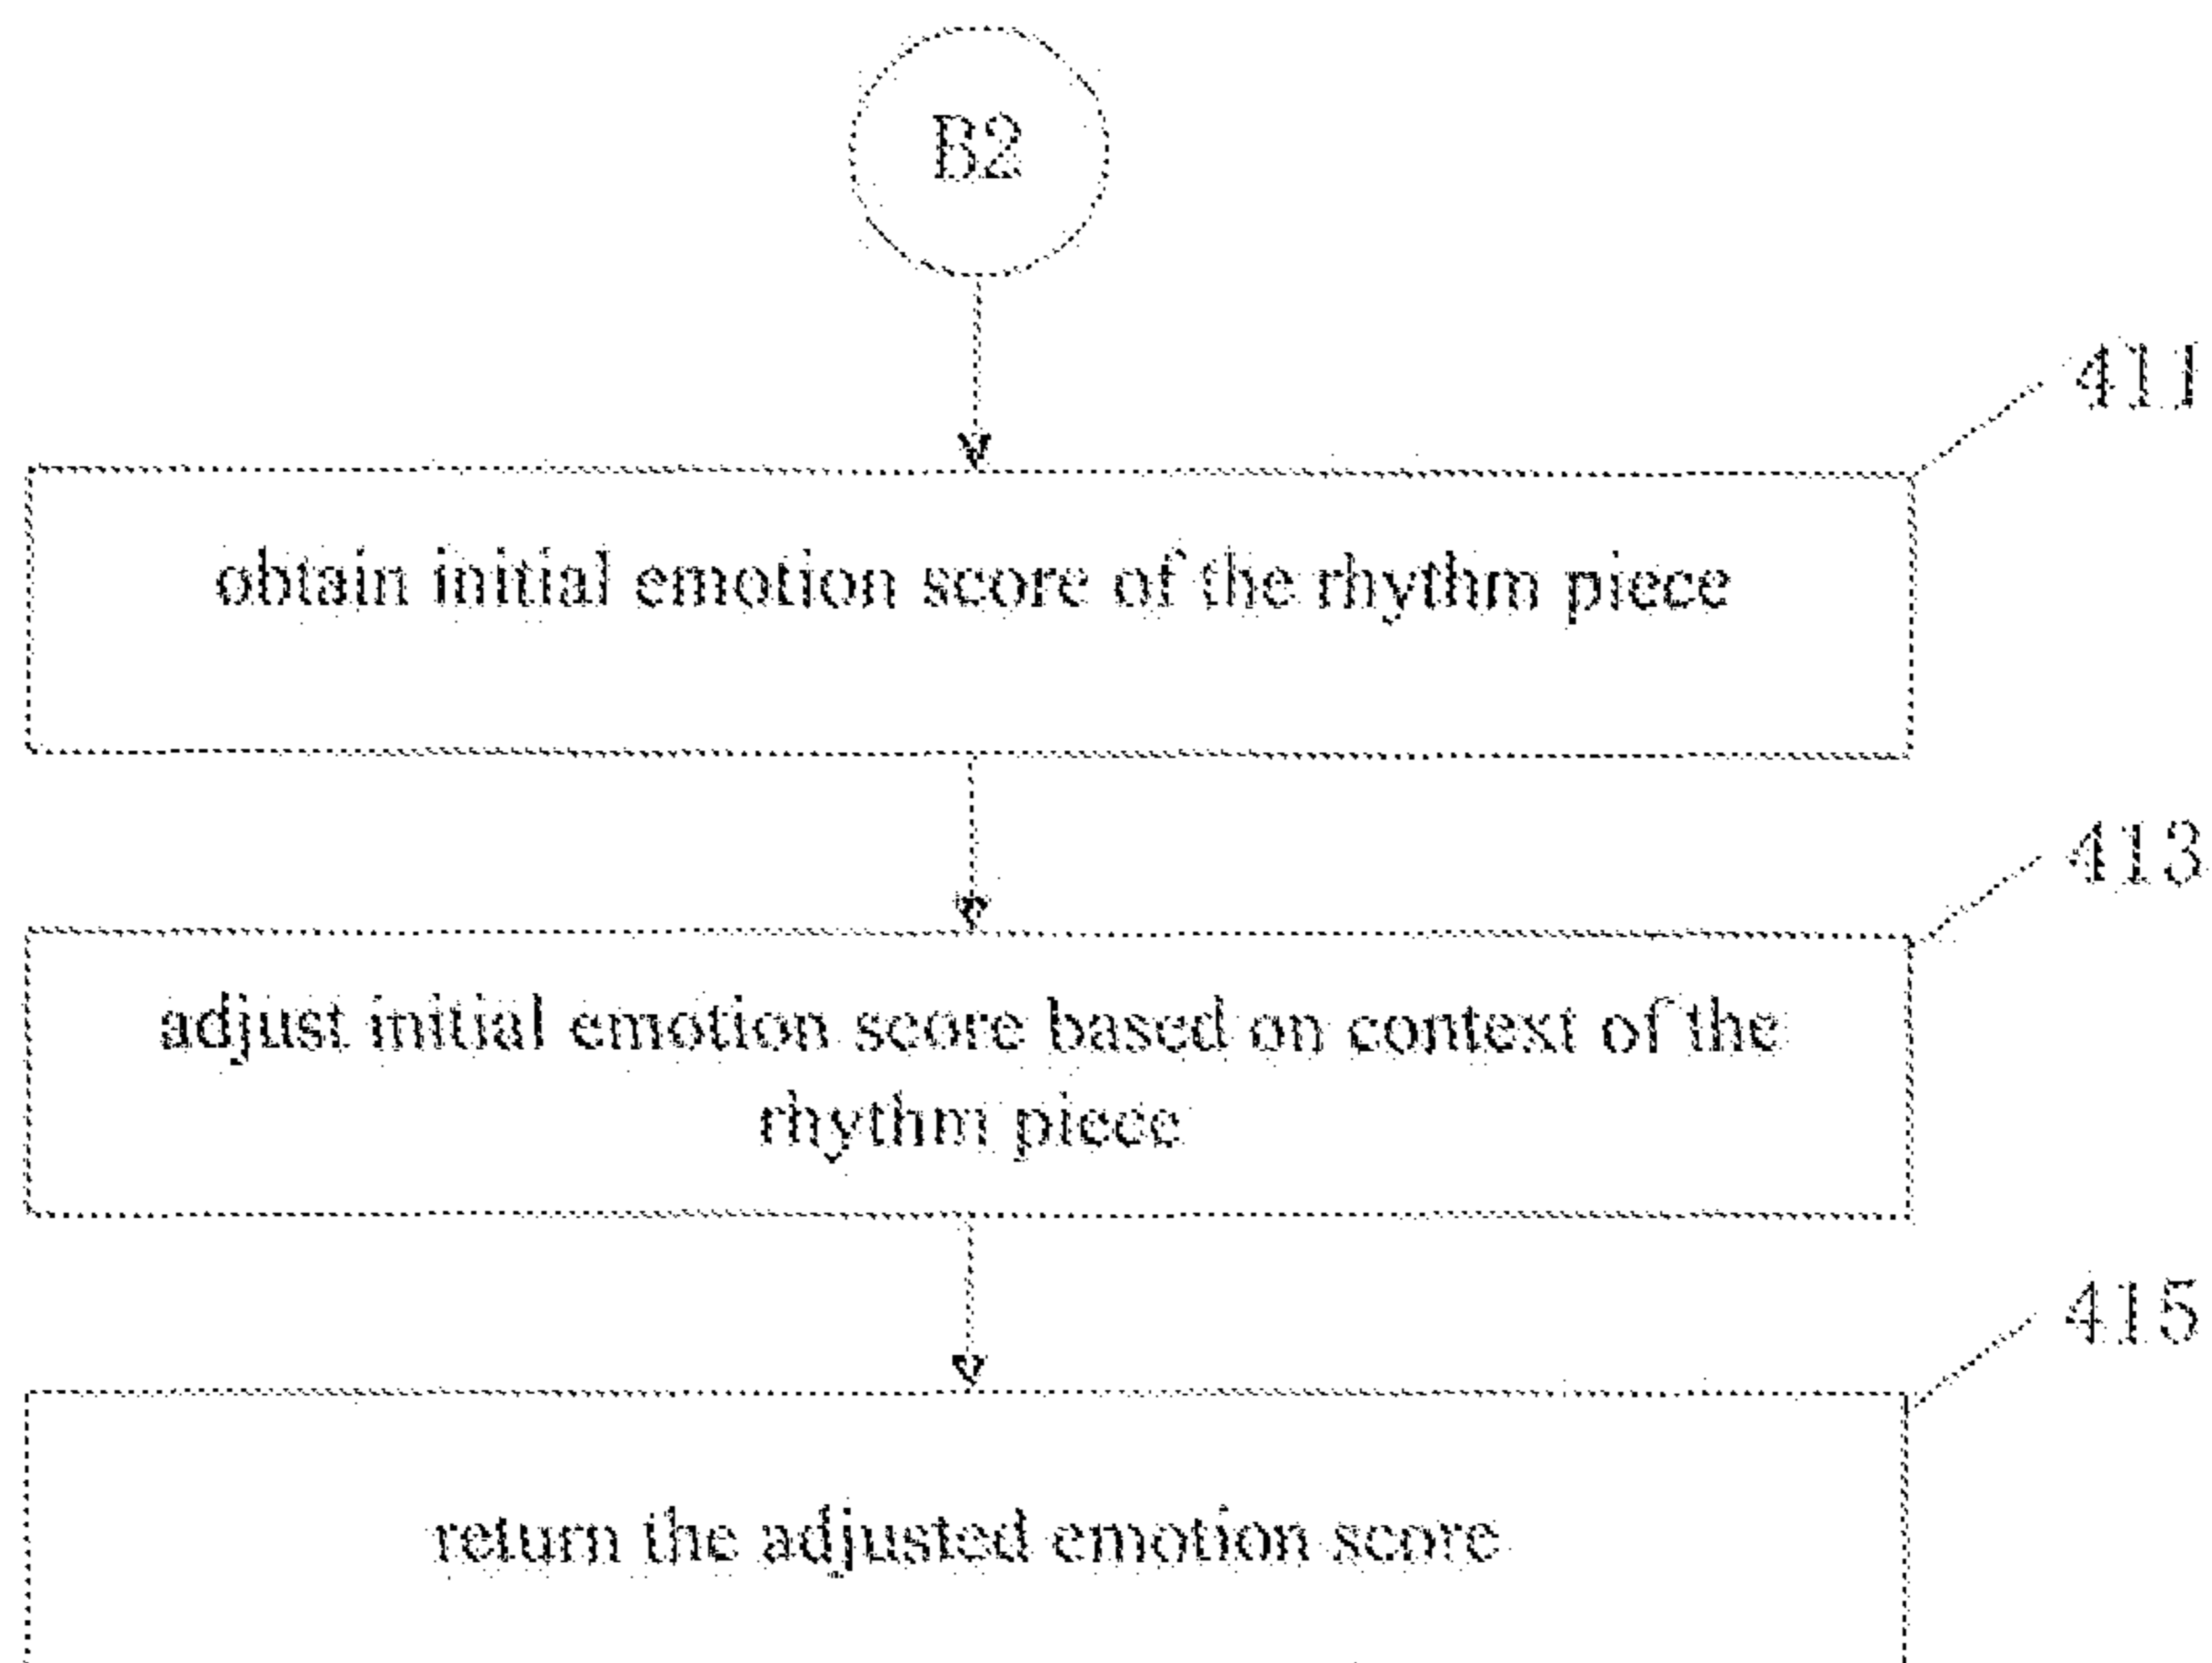 B2
411
obtain initial emotion score of the rhythm piece
413
adjust initial emotion score based on context of the
rhythm piece
415
return the adjusted emotion score